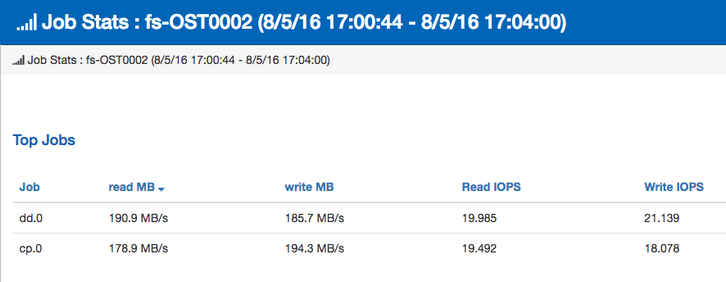 Job Stats : fs-OST0002 (8/5/16 17:00:44 - 8/5/16 17:04:00)
Job Stats : fs-OST0002 (8/5/16 17:00:44 - 8/5/16 17:04:00)
Top Jobs
Job read MB write MB Read IOPS Write IOPS
dd.0 190.9 MB/s 185.7 MB/s 19.985 21.139
cp.0 178.9 MB/s 194.3 MB/s 19.492 18.078